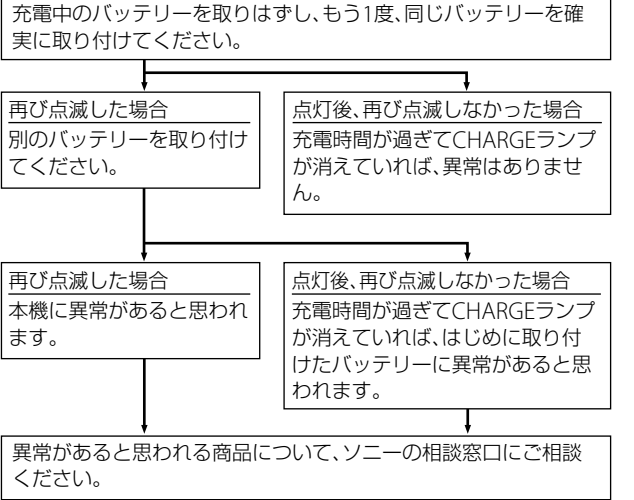 充電中のバッテリーを取りはずし、もう1度、同じバッテリーを確
実に取り付けてください。
再び点滅した場合
別のバッテリーを取り付け
てください。
点灯後、再び点滅しなかった場合
充電時間が過ぎてCHARGEランプ
が消えていれば、異常はありませ
ん。
再び点滅した場合
本機に異常があると思われ
ます。
点灯後、再び点滅しなかった場合
充電時間が過ぎてCHARGEランプ
が消えていれば、はじめに取り付
けたバッテリーに異常があると思
われます。
異常があると思われる商品について、ソニーの相談窓口にご相談
ください。